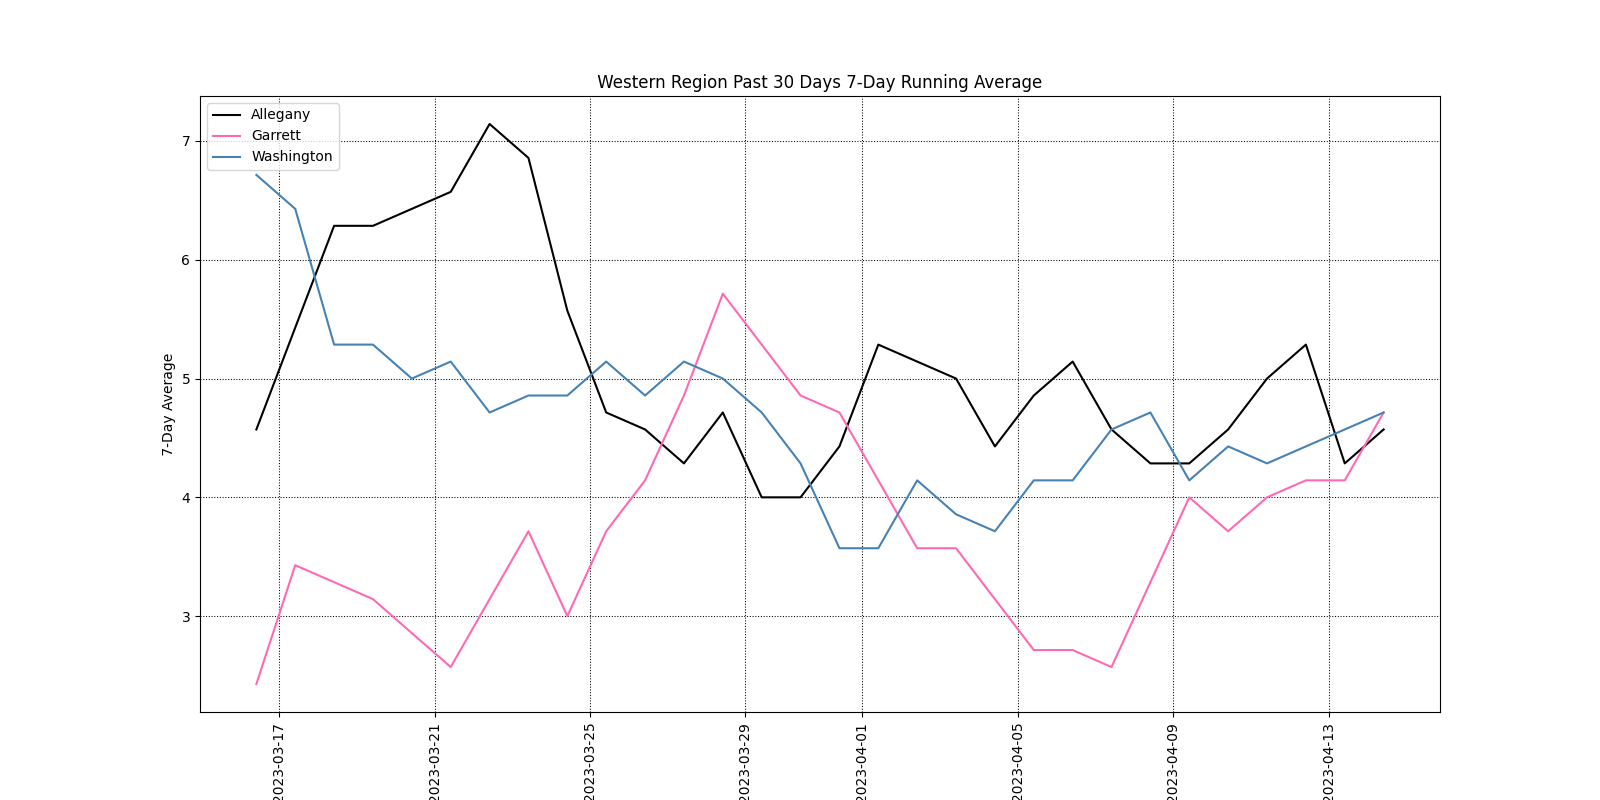 Western Region Past 30 Days 7-Day Running Average
Allegany
Garrett
Washington
7-Day Average
7
6
5
4
3
2023-03-17
2023-03-21
2023-03-25
2023-03-29
2023-04-01
2023-04-05
2023-04-09
2023-04-13